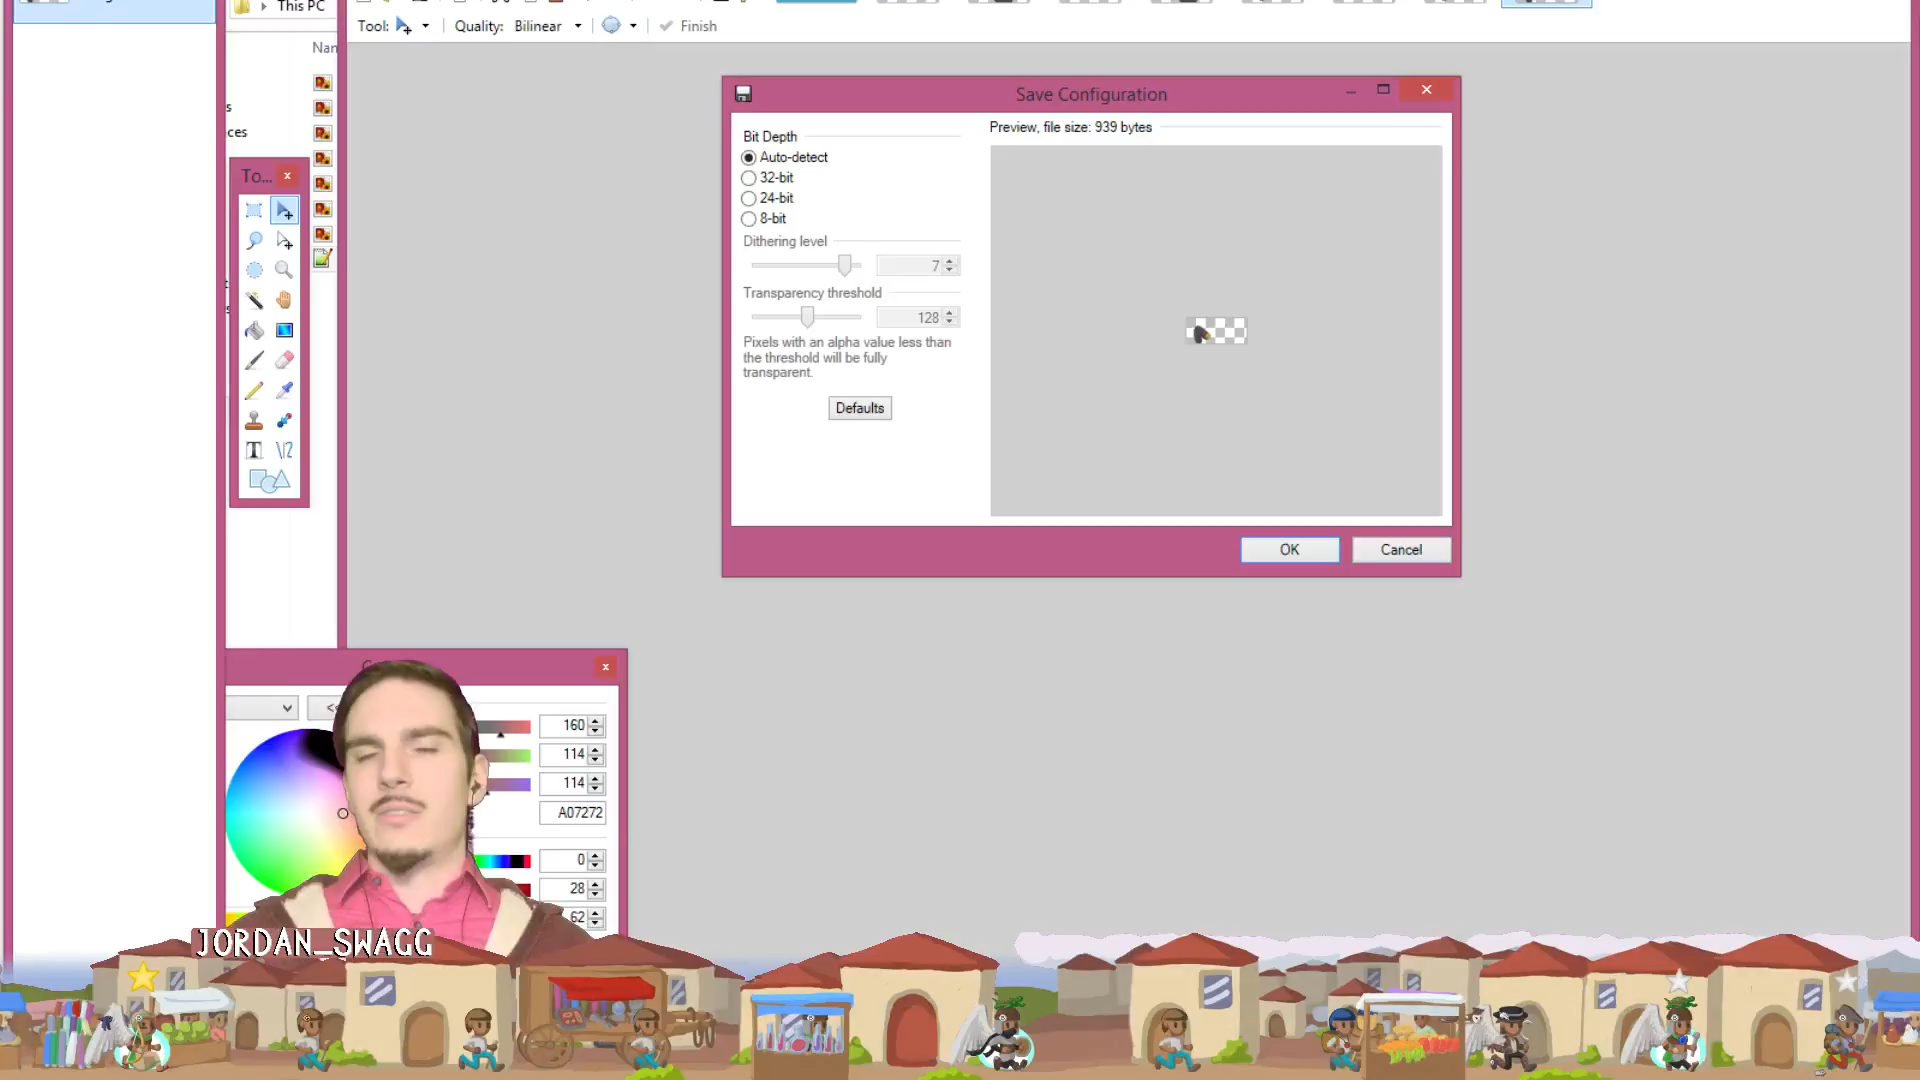 This PC
Tool:
Quality: Bilinear
Finish
Nan
s
ces
To...
Save Configuration
Preview, file size: 939 bytes
Bit Depth
Auto-detect
32-bit
24-bit
8-bit
Dithering level
7
Transparency threshold
128
Pixels with an alpha value less than
the threshold will be fully
transparent.
Defaults
OK
Cancel
<<
160
114
114
A07272
0
28
62
JORDAN_SWAGG